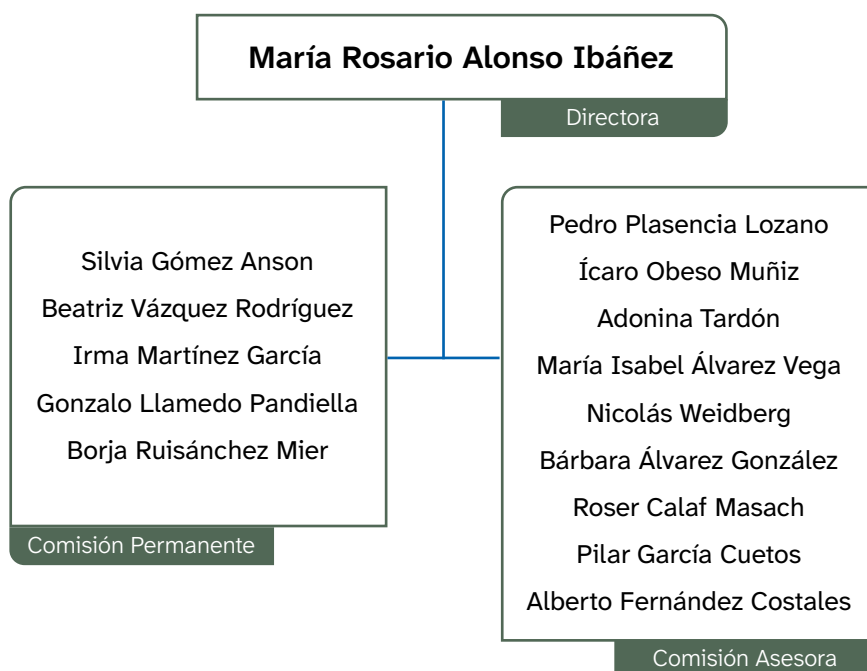 María Rosario Alonso Ibáñez
Directora
Silvia Gómez Anson
Beatriz Vázquez Rodríguez
Irma Martínez García
Gonzalo Llamedo Pandiella
Borja Ruisánchez Mier
Comisión Permanente
Pedro Plasencia Lozano
Ícaro Obeso Muñiz
Adonina Tardón
María Isabel Álvarez Vega
Nicolás Weidberg
Bárbara Álvarez González
Roser Calaf Masach
Pilar García Cuetos
Alberto Fernández Costales
Comisión Asesora